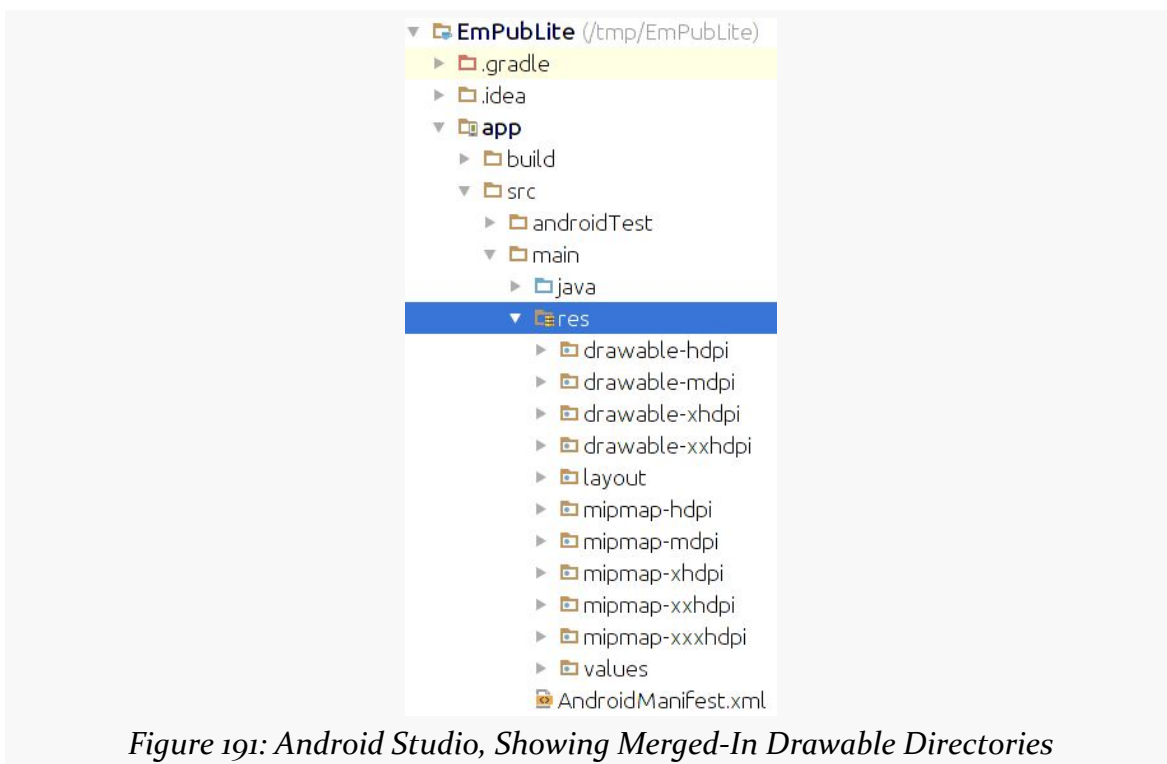 EmPubLite (/tmp/EmPubLite)
.gradle
.idea
app
build
src
androidTest
main
java
res
drawable-hdpi
drawable-mdpi
drawable-xhdpi
drawable-xxhdpi
layout
mipmap-hdpi
mipmap-mdpi
mipmap-xhdpi
mipmap-xxhdpi
mipmap-xxxhdpi
values
AndroidManifest.xml
Figure 191: Android Studio, Showing Merged-In Drawable Directories